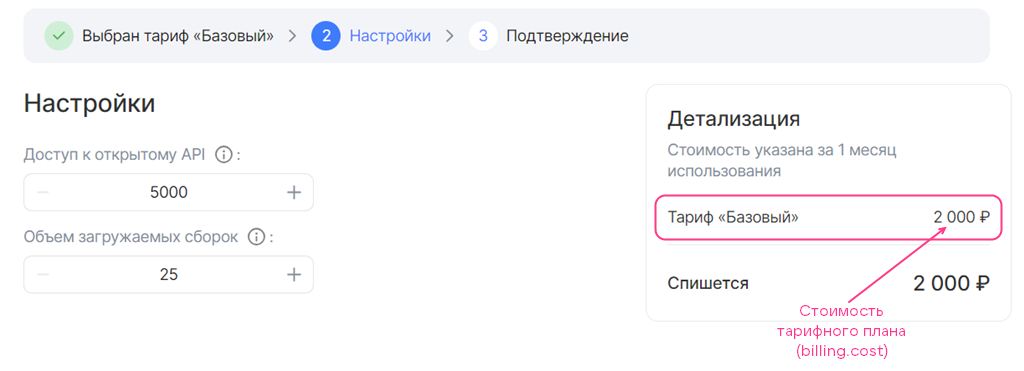 Выбран тариф «Базовый» > 2 Настройки > 3 Подтверждение
Настройки
Доступ к открытому API :
− 5000 +
Объем загружаемых сборок :
− 25 +
Детализация
Стоимость указана за 1 месяц
использования
Тариф «Базовый» 2 000 ₽
Спишется 2 000 ₽
Стоимость
тарифного плана
(billing.cost)